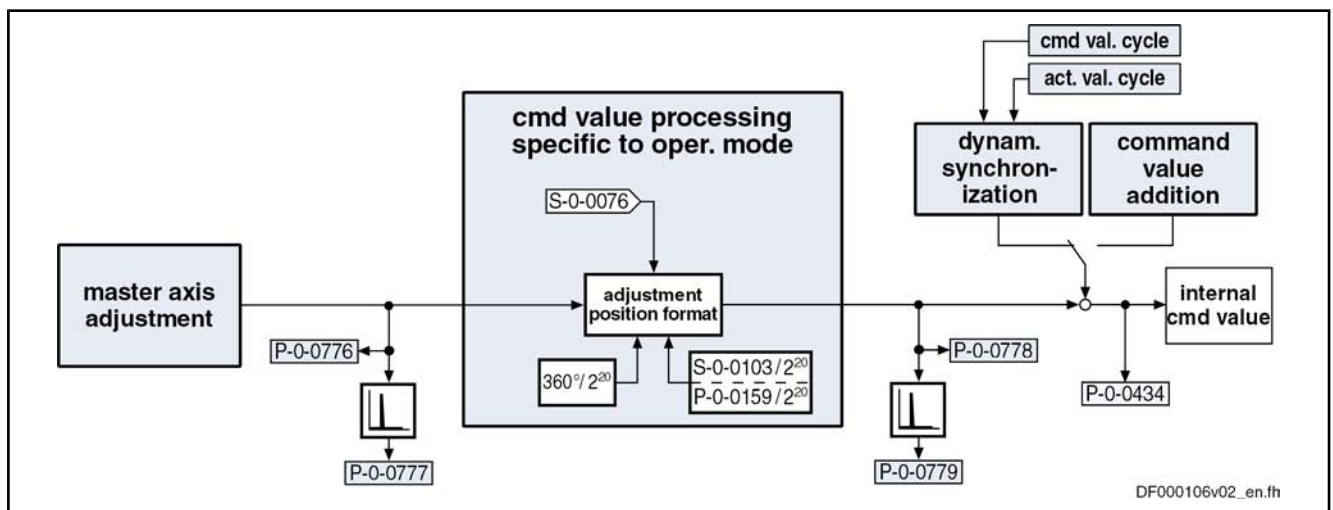 cmd val. cycle
act. val. cycle
cmd value processing
specific to oper. mode
dynam.
synchron-
ization
command
value
addition
S-0-0076
master axis
adjustment
adjustment
position format
internal
cmd value
P-0-0776
P-0-0778
360°/2²⁰
S-0-0103/2²⁰
P-0-0159/2²⁰
P-0-0434
P-0-0777
P-0-0779
DF000106v02_en.fh